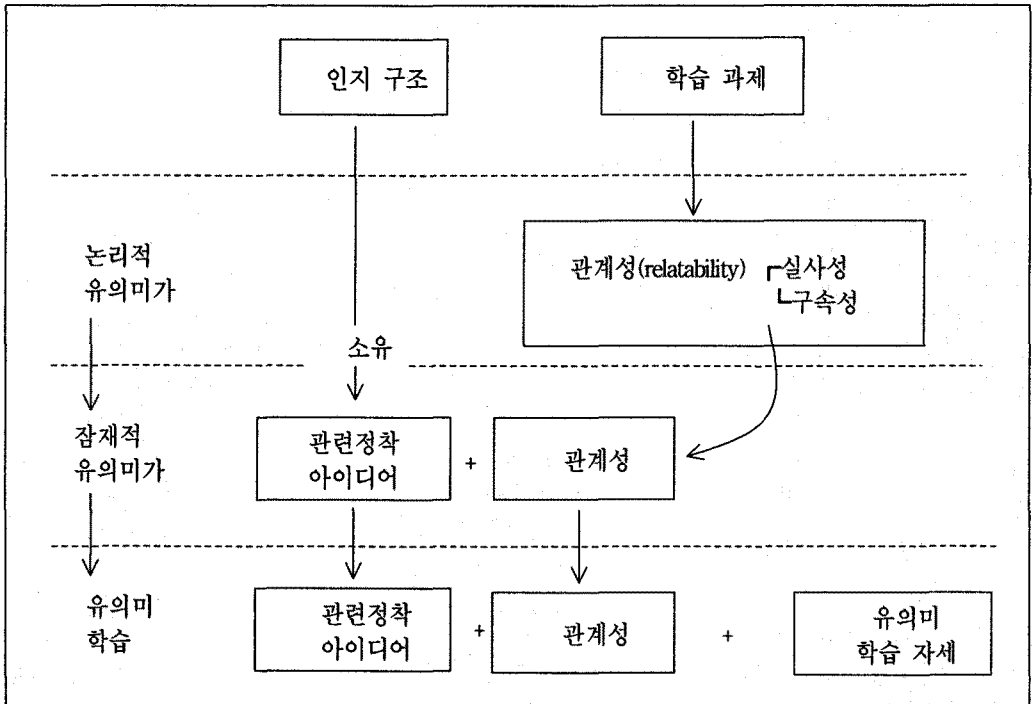 인지 구조
학습 과제
논리적
유의미가
관계성(relatability) ┏실사성
┗구속성
소유
잠재적
유의미가
관련정착
아이디어
+
관계성
유의미
학습
관련정착
아이디어
+
관계성
+
유의미
학습 자세